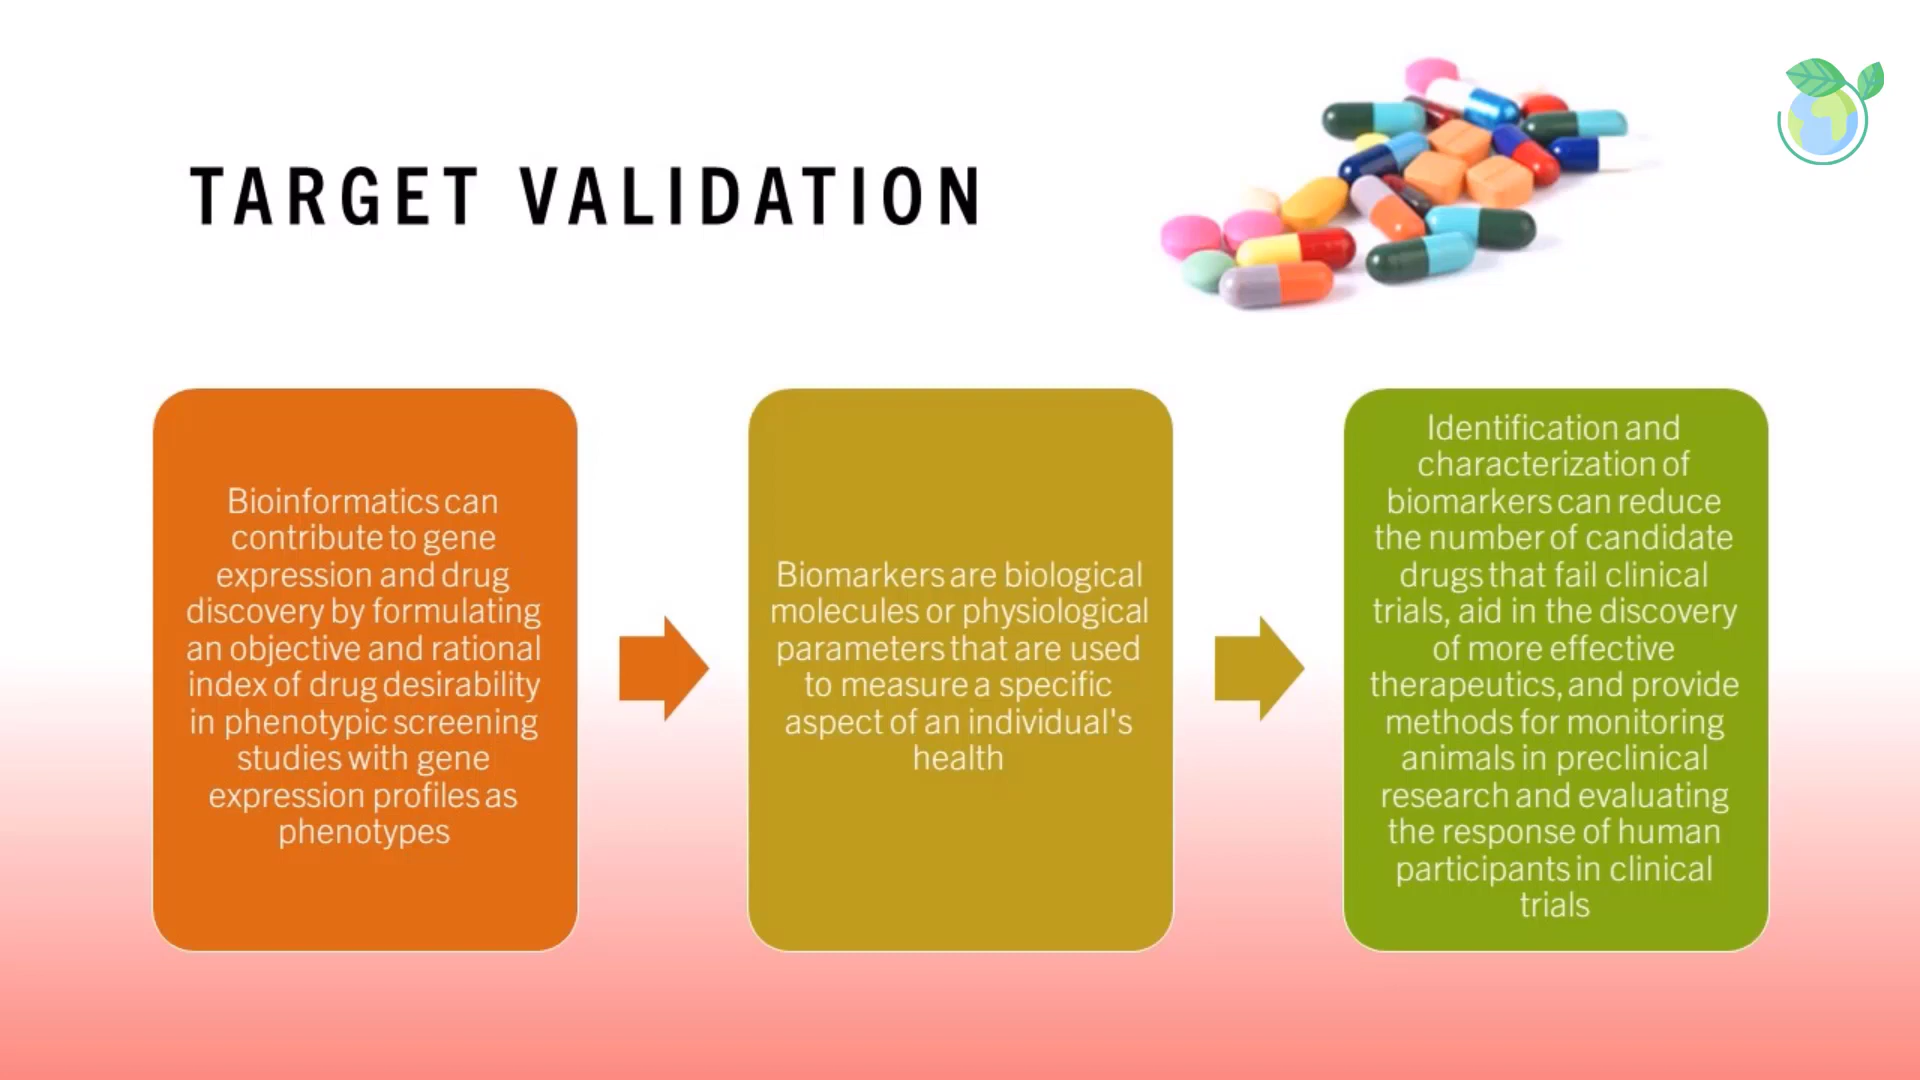 TARGET VALIDATION
Bioinformatics can
contribute to gene
expression and drug
discovery by formulating
an objective and rational
index of drug desirability
in phenotypic screening
studies with gene
expression profiles as
phenotypes
Biomarkers are biological
molecules or physiological
parameters that are used
to measure a specific
aspect of an individual's
health
Identification and
characterization of
biomarkers can reduce
the number of candidate
drugs that fail clinical
trials, aid in the discovery
of more effective
therapeutics, and provide
methods for monitoring
animals in preclinical
research and evaluating
the response of human
participants in clinical
trials